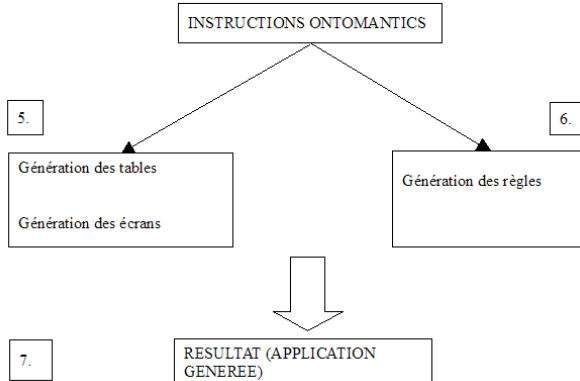 INSTRUCTIONS ONTOMANTICS
5.
6.
Génération des tables
Génération des écrans
Génération des règles
7.
RESULTAT (APPLICATION
GENEREE)